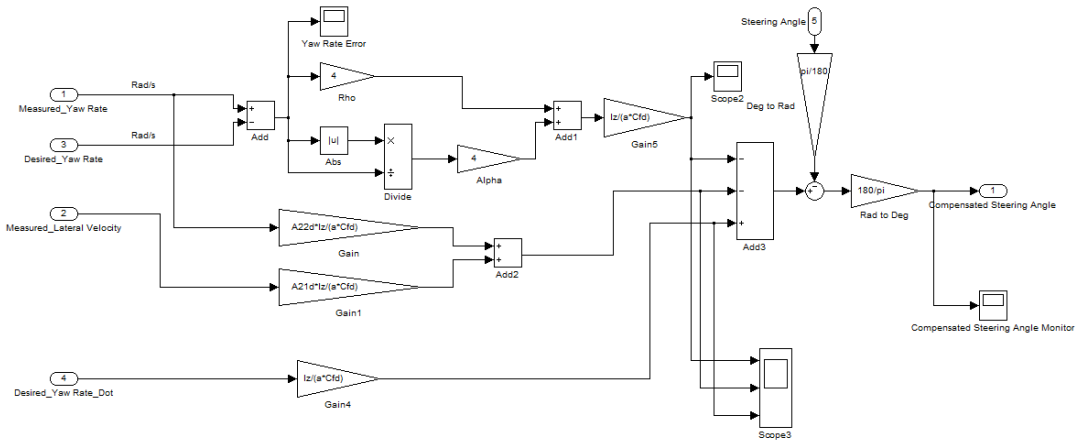 Steering Angle
5
pi/180
Deg to Rad
Yaw Rate Error
Rad/s
1
Measured_Yaw Rate
4
Rho
Scope2
+
−
Add
+
+
Add1
Iz/(a*Cfd)
Gain5
Rad/s
3
Desired_Yaw Rate
|u|
Abs
×
÷
Divide
4
Alpha
−
−
+
Add3
+
−
180/pi
Rad to Deg
1
Compensated Steering Angle
2
Measured_Lateral Velocity
A22d*Iz/(a*Cfd)
Gain
+
+
Add2
A21d*Iz/(a*Cfd)
Gain1
Compensated Steering Angle Monitor
4
Desired_Yaw Rate_Dot
Iz/(a*Cfd)
Gain4
Scope3